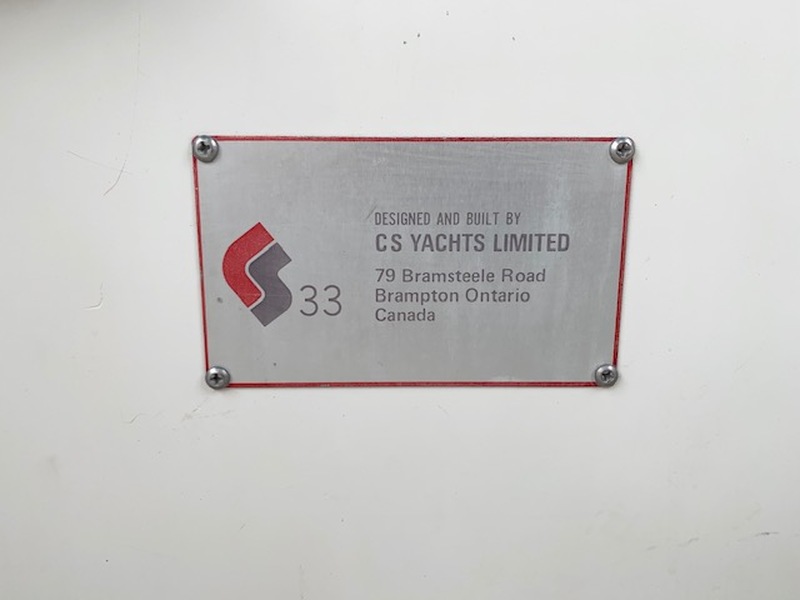 DESIGNED AND BUILT BY
CS YACHTS LIMITED
79 Bramsteele Road
Brampton Ontario
Canada
33